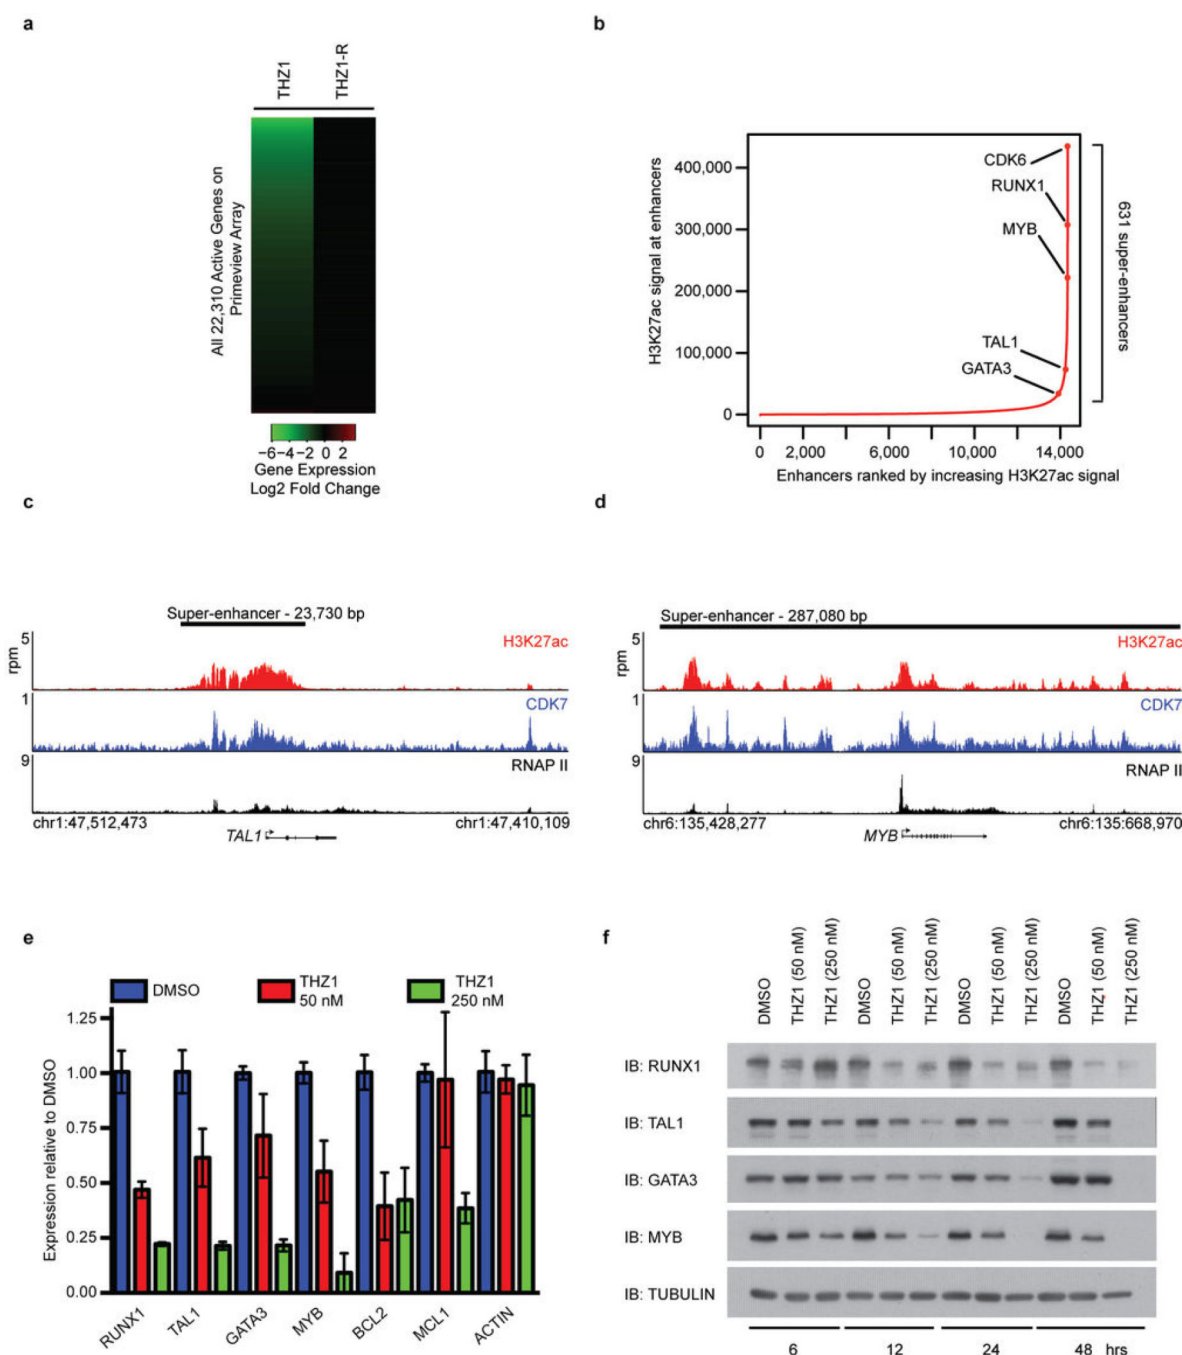 a
THZ1
THZ1-R
All 22,310 Active Genes on
Primeview Array
−6 −4 −2 0 2
Gene Expression
Log2 Fold Change
b
H3K27ac signal at enhancers
400,000
300,000
200,000
100,000
0
CDK6
RUNX1
MYB
TAL1
GATA3
631 super-enhancers
0 2,000 6,000 10,000 14,000
Enhancers ranked by increasing H3K27ac signal
c
Super-enhancer - 23,730 bp
rpm
5
H3K27ac
1
CDK7
9
RNAP II
chr1:47,512,473 chr1:47,410,109
TAL1
d
Super-enhancer - 287,080 bp
rpm
5
H3K27ac
1
CDK7
9
RNAP II
chr6:135,428,277 chr6:135:668,970
MYB
e
DMSO
THZ1
50 nM
THZ1
250 nM
Expression relative to DMSO
1.25
1.00
0.75
0.50
0.25
0.00
RUNX1 TAL1 GATA3 MYB BCL2 MCL1 ACTIN
f
DMSO
THZ1 (50 nM)
THZ1 (250 nM)
DMSO
THZ1 (50 nM)
THZ1 (250 nM)
DMSO
THZ1 (50 nM)
THZ1 (250 nM)
DMSO
THZ1 (50 nM)
THZ1 (250 nM)
IB: RUNX1
IB: TAL1
IB: GATA3
IB: MYB
IB: TUBULIN
6 12 24 48 hrs